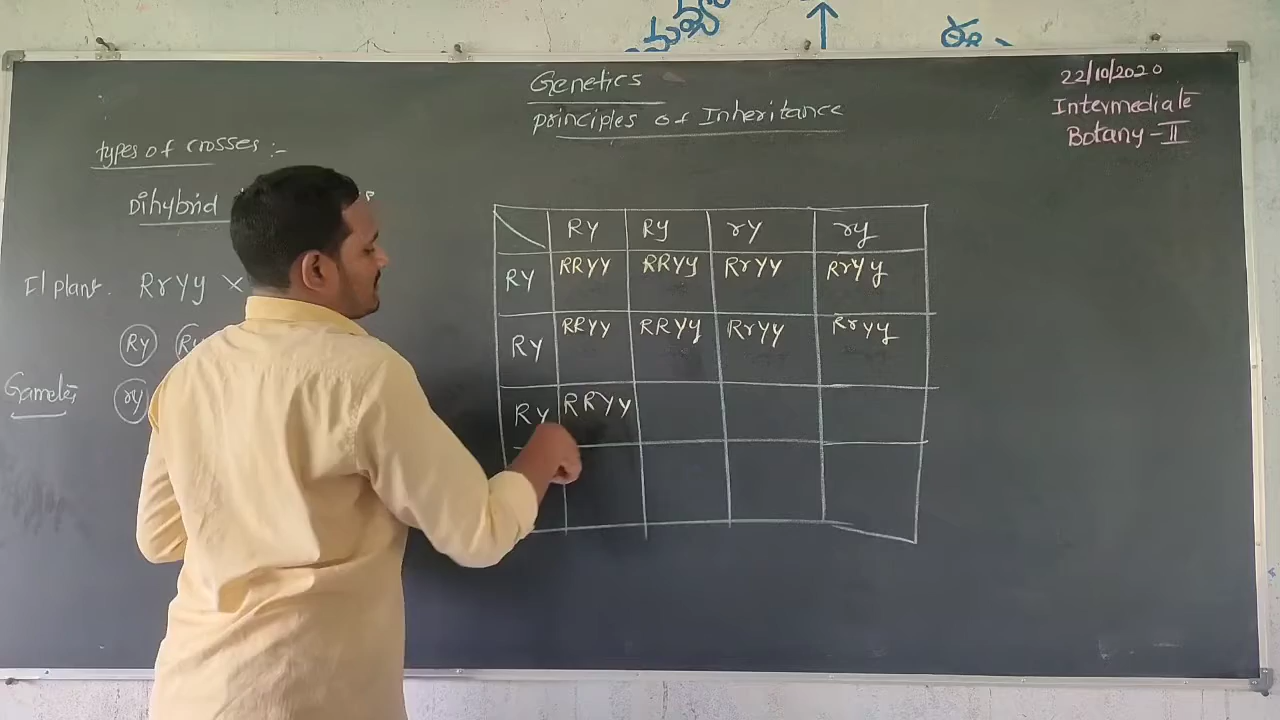 Genetics
principles of Inheritance
22/10/2020
Intermediate
Botany-II
types of crosses :-
Dihybrid
F1 plant. RrYy ×
Ry
Gametes
ry
RY Ry rY ry
RY RRYY RRYy RrYY RrYy
Ry RRYy RRyy RrYy Rryy
Ry RRYy